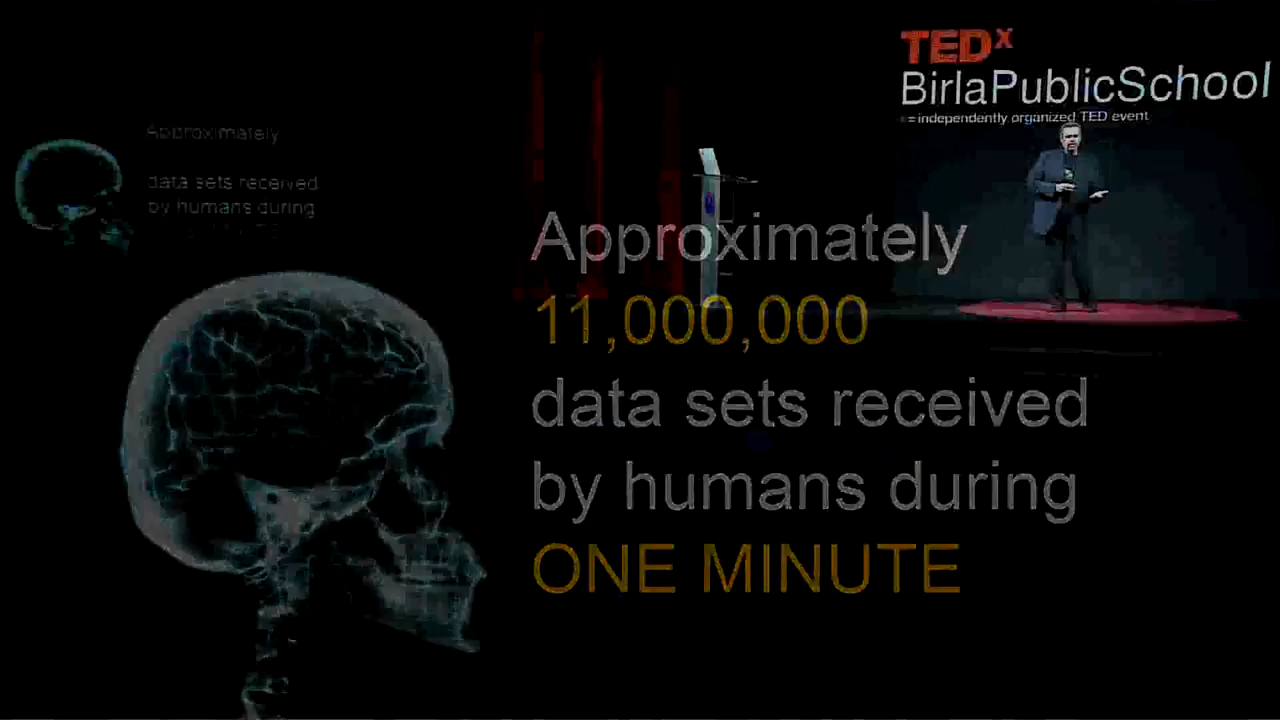 TEDx
BirlaPublicSchool
x=independently organized TED event
Approximately
data sets received
by humans during
Approximately
11,000,000
data sets received
by humans during
ONE MINUTE